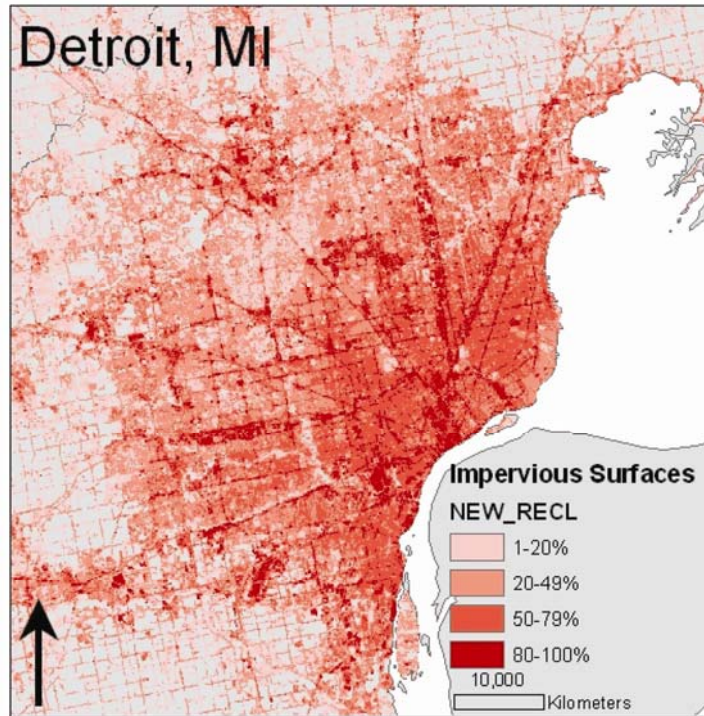 Detroit, MI
Impervious Surfaces
NEW_RECL
1-20%
20-49%
50-79%
80-100%
10,000
Kilometers